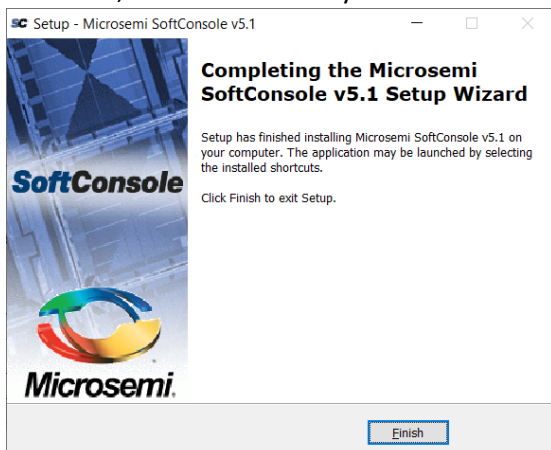 SC Setup - Microsemi SoftConsole v5.1
Completing the Microsemi
SoftConsole v5.1 Setup Wizard
Setup has finished installing Microsemi SoftConsole v5.1 on
your computer. The application may be launched by selecting
the installed shortcuts.
Click Finish to exit Setup.
SoftConsole
Microsemi.
Finish